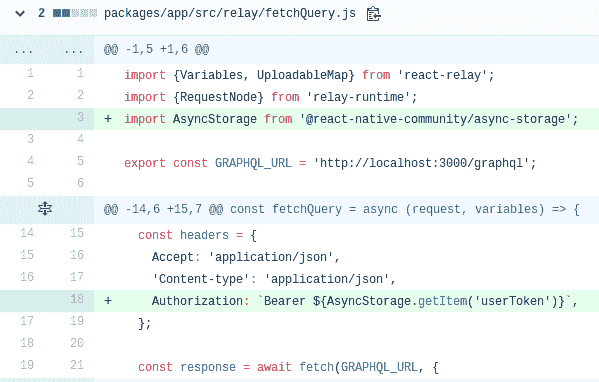 2 packages/app/src/relay/fetchQuery.js
... ... @@ -1,5 +1,6 @@
1 1 import {Variables, UploadableMap} from 'react-relay';
2 2 import {RequestNode} from 'relay-runtime';
3 + import AsyncStorage from '@react-native-community/async-storage';
3 4
4 5 export const GRAPHQL_URL = 'http://localhost:3000/graphql';
5 6
@@ -14,6 +15,7 @@ const fetchQuery = async (request, variables) => {
14 15 const headers = {
15 16 Accept: 'application/json',
16 17 'Content-type': 'application/json',
18 + Authorization: `Bearer ${AsyncStorage.getItem('userToken')}`,
17 19 };
18 20
19 21 const response = await fetch(GRAPHQL_URL, {